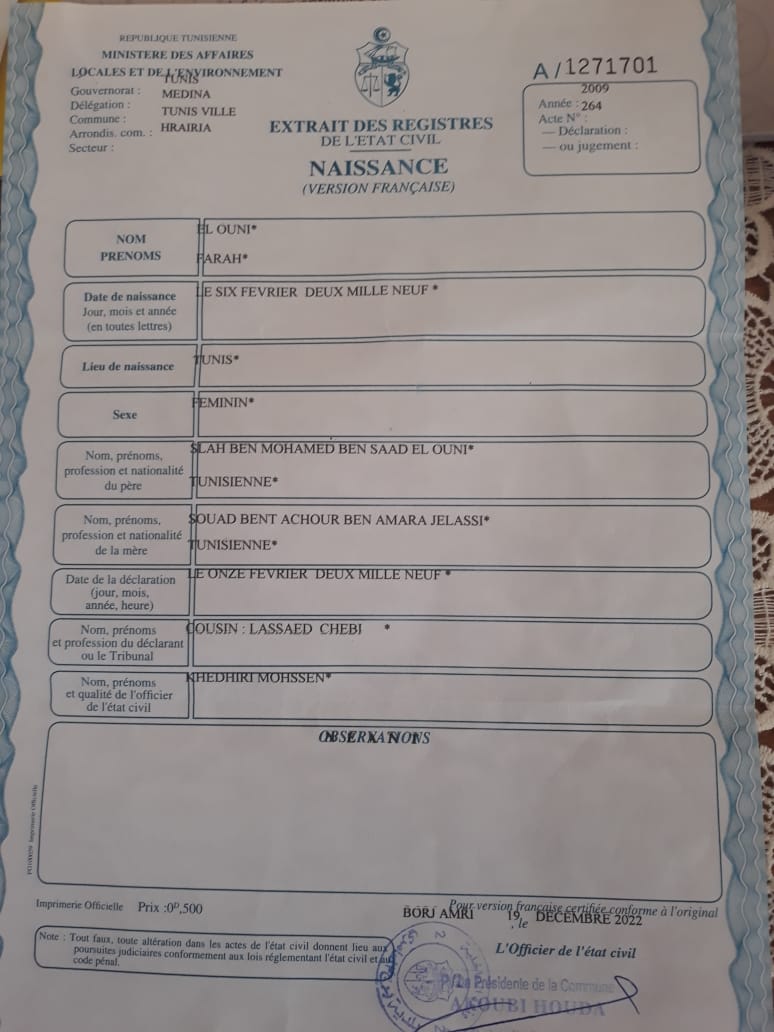 REPUBLIQUE TUNISIENNE
MINISTERE DES AFFAIRES
LOCALES ET DE L'ENVIRONNEMENT
Gouvernorat : TUNIS
Délégation : MEDINA
Commune : TUNIS VILLE
Arrondis. com. : HRAIRIA
Secteur :
EXTRAIT DES REGISTRES
DE L'ETAT CIVIL
NAISSANCE
(VERSION FRANÇAISE)
A/1271701
Année : 2009
Acte N° : 264
— Déclaration :
— ou jugement :
NOM
PRENOMS
EL OUNI*
FARAH*
Date de naissance
Jour, mois et année
(en toutes lettres)
LE SIX FEVRIER DEUX MILLE NEUF *
Lieu de naissance
TUNIS*
Sexe
FEMININ*
Nom, prénoms,
profession et nationalité
du père
SLAH BEN MOHAMED BEN SAAD EL OUNI*
TUNISIENNE*
Nom, prénoms,
profession et nationalité
de la mère
SOUAD BENT ACHOUR BEN AMARA JELASSI*
TUNISIENNE*
Date de la déclaration
(jour, mois,
année, heure)
LE ONZE FEVRIER DEUX MILLE NEUF *
Nom, prénoms
et profession du déclarant
ou le Tribunal
COUSIN : LASSAED CHEBI *
Nom, prénoms
et qualité de l'officier
de l'état civil
KHEDHIRI MOHSSEN*
OBSERVATIONS
Imprimerie Officielle Prix :0ᴰ,500
Pour version française certifiée conforme à l'original
BORJ AMRI , le 19 DECEMBRE 2022
Note : Tout faux, toute altération dans les actes de l'état civil donnent lieu aux
poursuites judiciaires conformement aux lois réglementant l'état civil et au
code pénal.
L'Officier de l'état civil
P/La Présidente de la Commune
AKOUBI HOUDA
Imprimerie Officielle